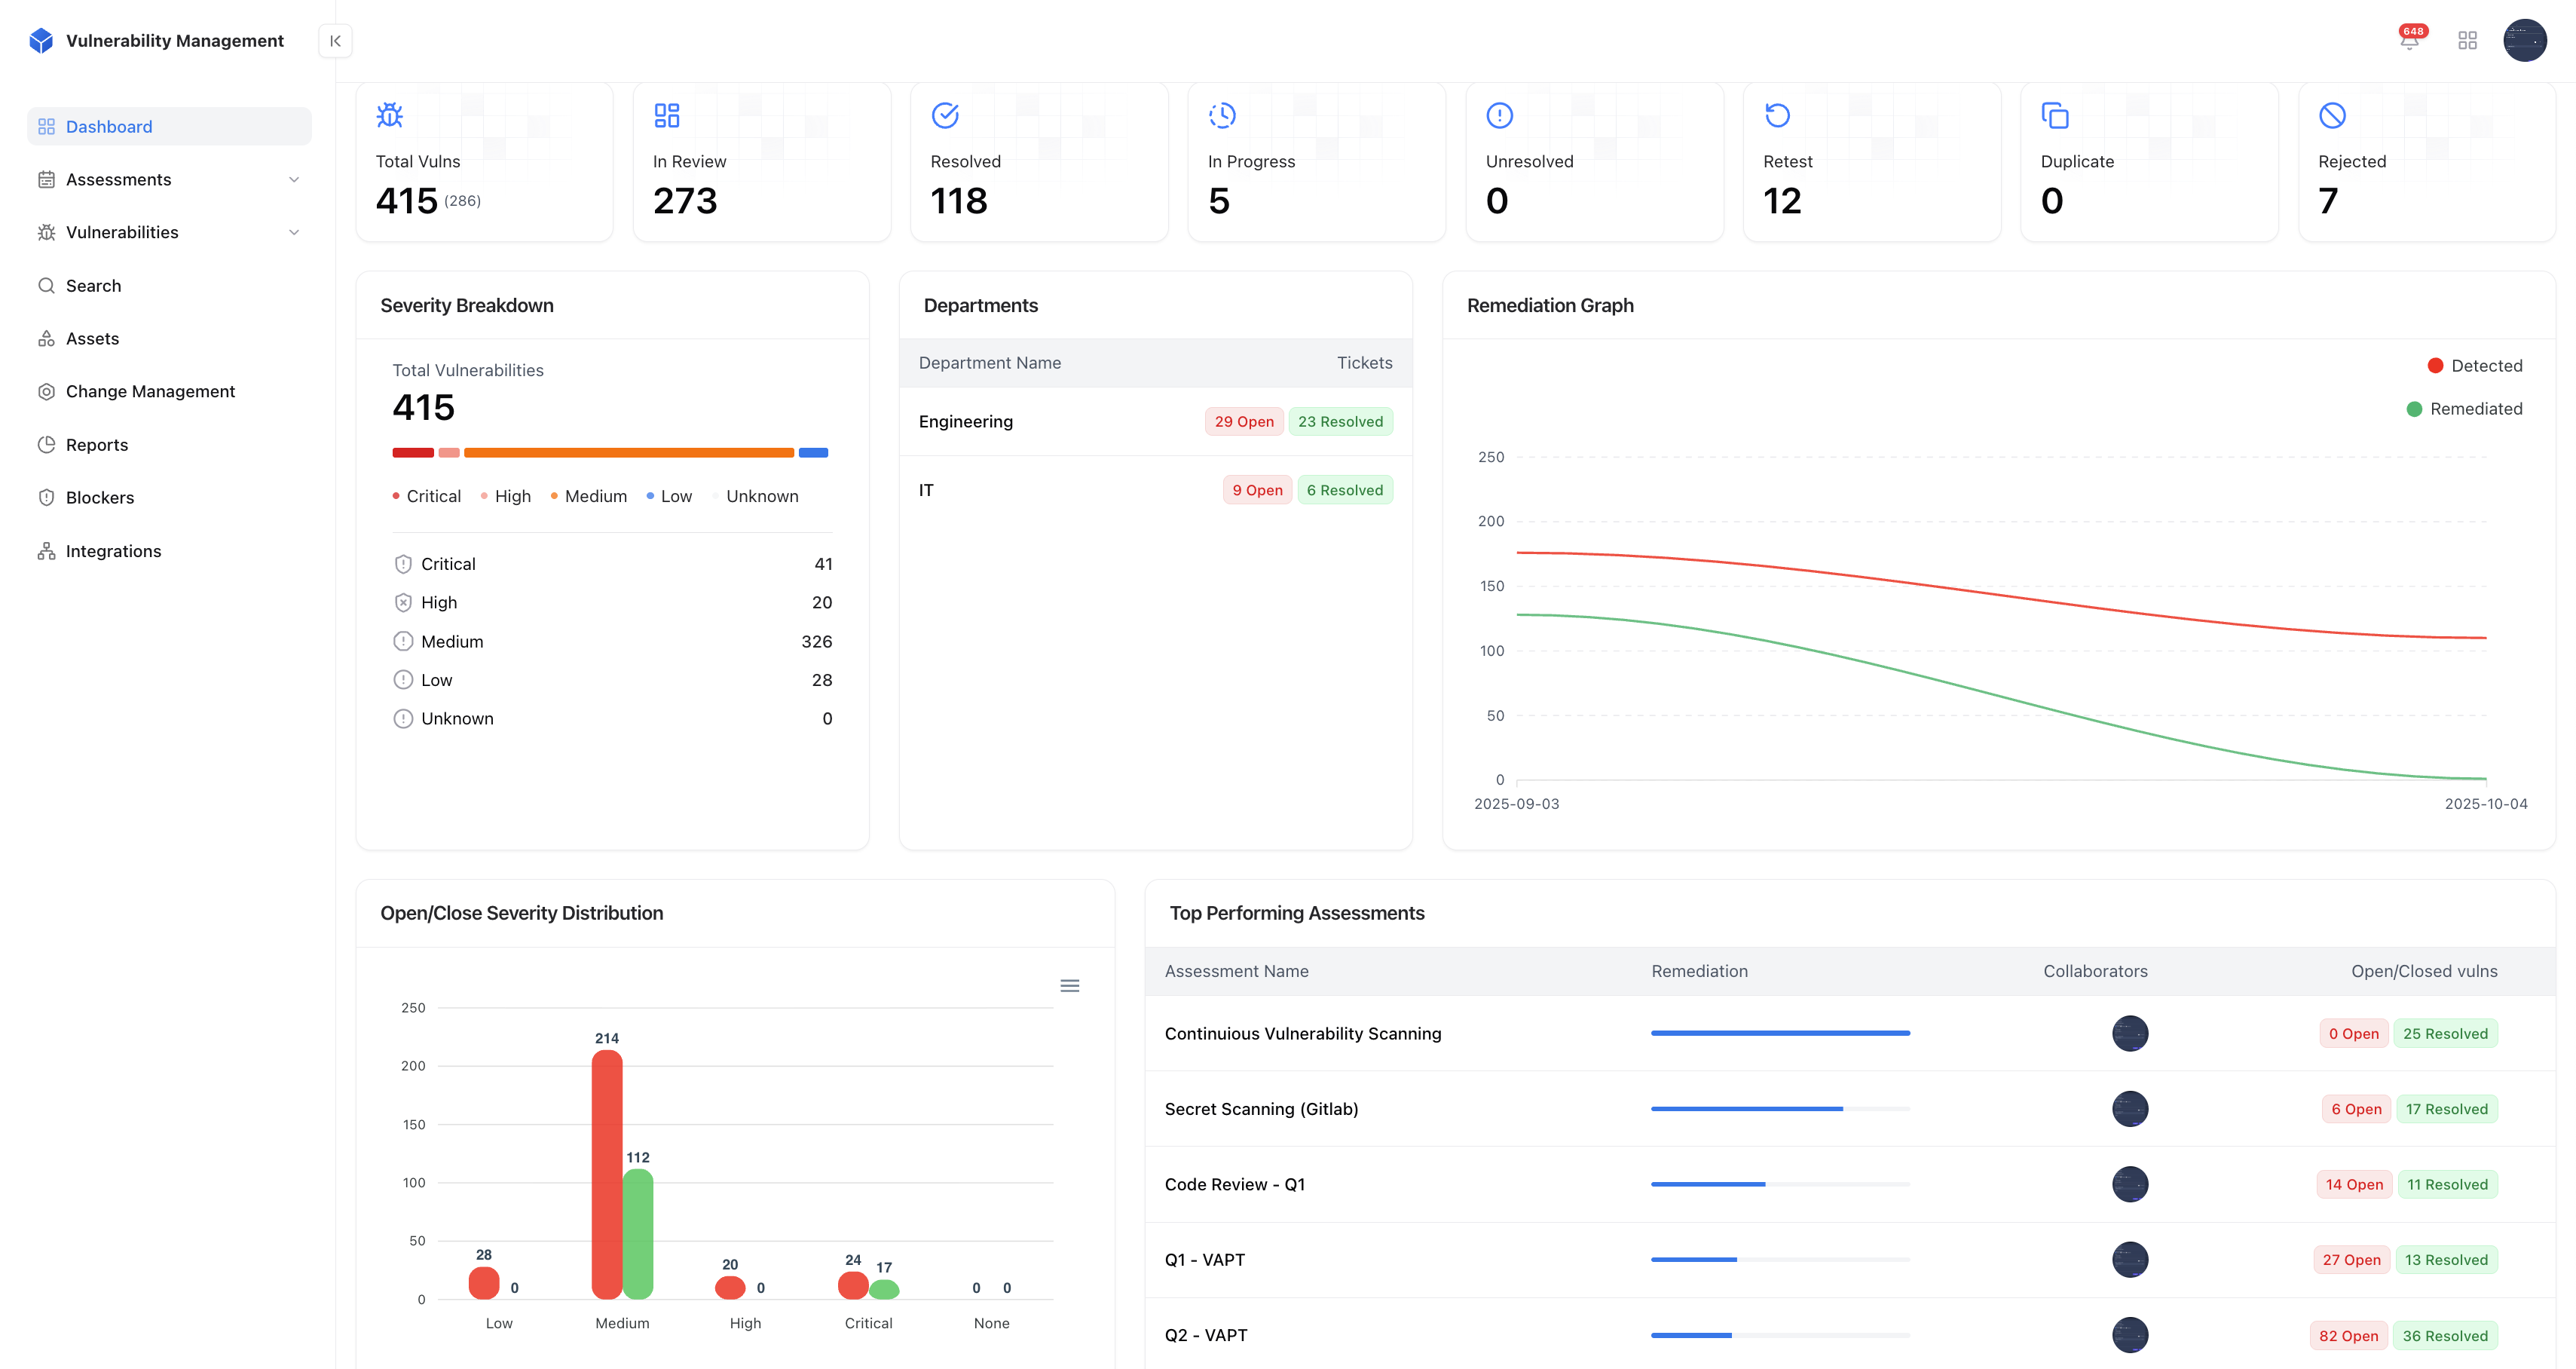 Vulnerability Management
648
Dashboard
Assessments
Vulnerabilities
Search
Assets
Change Management
Reports
Blockers
Integrations
Total Vulns
415 (286)
In Review
273
Resolved
118
In Progress
5
Unresolved
0
Retest
12
Duplicate
0
Rejected
7
Severity Breakdown
Total Vulnerabilities
415
Critical High Medium Low Unknown
Critical 41
High 20
Medium 326
Low 28
Unknown 0
Departments
Department Name Tickets
Engineering 29 Open 23 Resolved
IT 9 Open 6 Resolved
Remediation Graph
Detected
Remediated
250
200
150
100
50
0
2025-09-03 2025-10-04
Open/Close Severity Distribution
250
200
150
100
50
0
28 0
214 112
20 0
24 17
0 0
Low Medium High Critical None
Top Performing Assessments
Assessment Name Remediation Collaborators Open/Closed vulns
Continuious Vulnerability Scanning 0 Open 25 Resolved
Secret Scanning (Gitlab) 6 Open 17 Resolved
Code Review - Q1 14 Open 11 Resolved
Q1 - VAPT 27 Open 13 Resolved
Q2 - VAPT 82 Open 36 Resolved